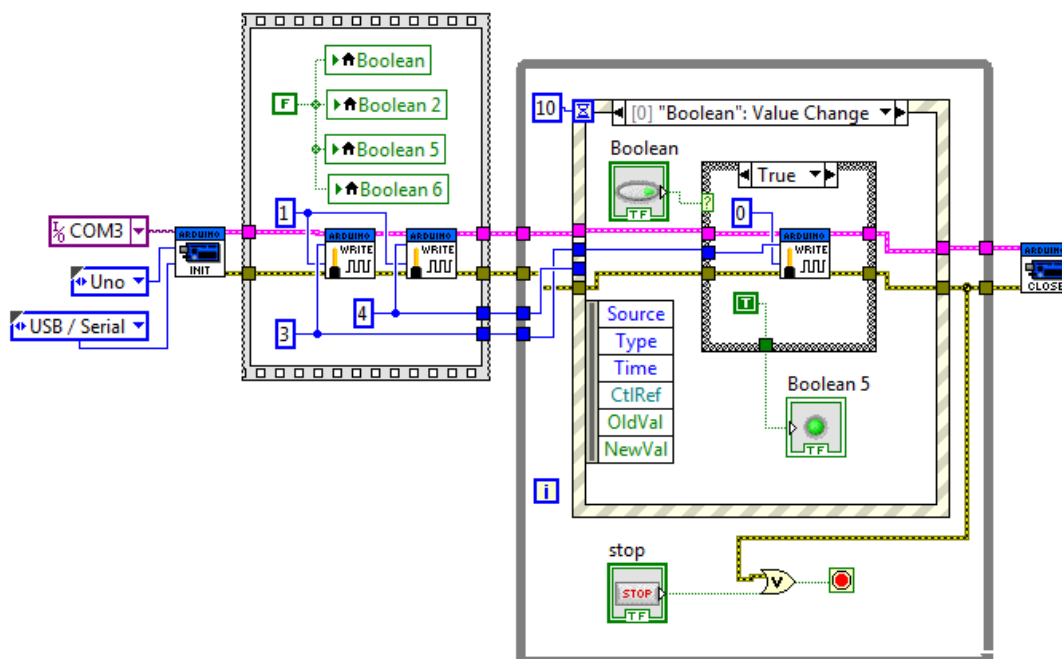 Boolean
F
Boolean 2
Boolean 5
Boolean 6
10
[0] "Boolean": Value Change
Boolean
TF
True
?
1
0
I/O COM3
ARDUINO
INIT
ARDUINO
WRITE
ARDUINO
WRITE
ARDUINO
WRITE
ARDUINO
CLOSE
Uno
USB / Serial
4
3
T
Source
Type
Time
CtlRef
OldVal
NewVal
Boolean 5
TF
i
stop
STOP
TF
V